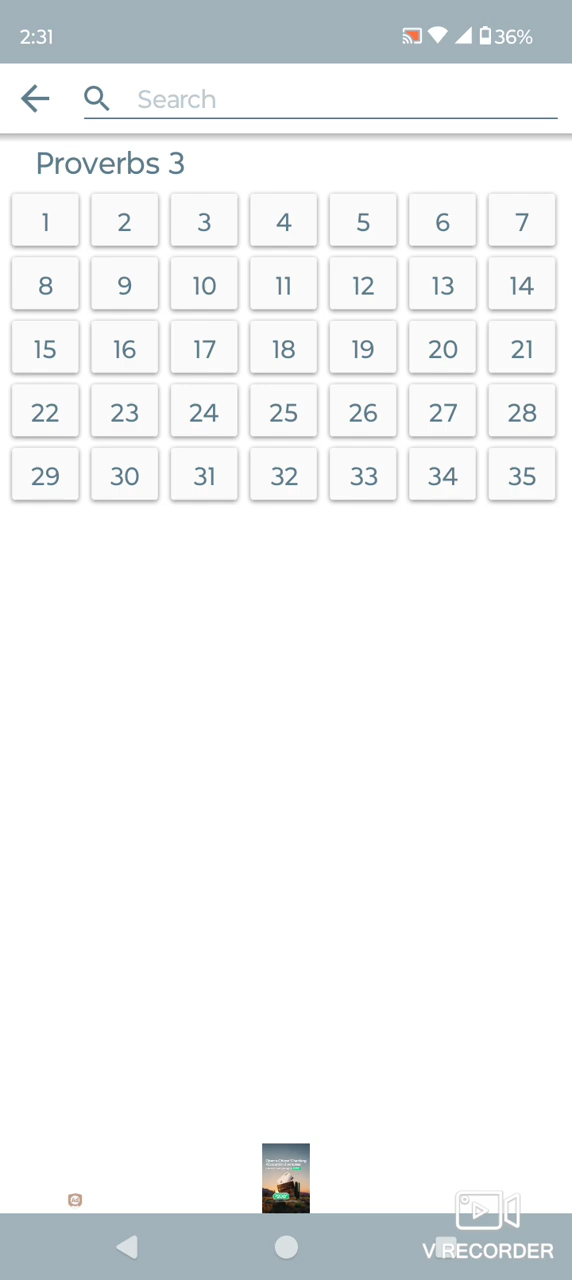 2:31
36%
Search
Proverbs 3
1 2 3 4 5 6 7
8 9 10 11 12 13 14
15 16 17 18 19 20 21
22 23 24 25 26 27 28
29 30 31 32 33 34 35
V RECORDER